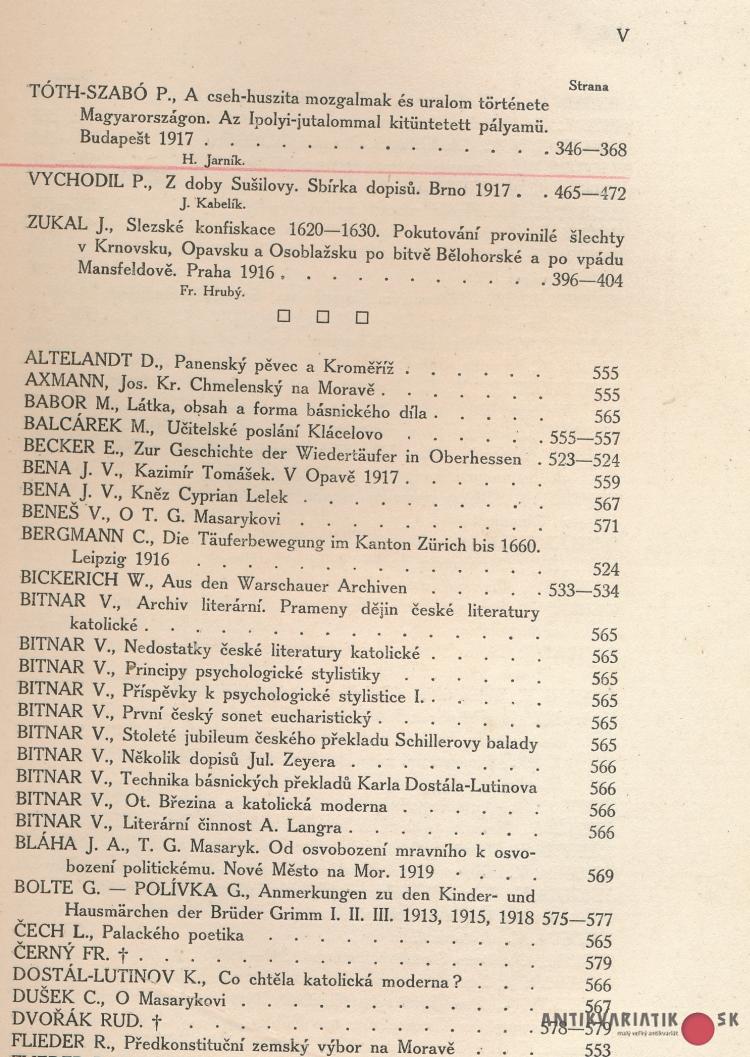 V
Strana
TÓTH-SZABÓ P., A cseh-huszita mozgalmak és uralom története
Magyarországon. Az Ipolyi-jutalommal kitüntetett pályamü.
Budapešt 1917 . . . . . . . . . . . . . . 346—368
H. Jarník.
VYCHODIL P., Z doby Sušilovy. Sbírka dopisů. Brno 1917 . . 465—472
J. Kabelík.
ZUKAL J., Slezské konfiskace 1620—1630. Pokutování provinilé šlechty
v Krnovsku, Opavsku a Osoblažsku po bitvě Bělohorské a po vpádu
Mansfeldově. Praha 1916 . . . . . . . . . . 396—404
Fr. Hrubý.
□ □ □
ALTELANDT D., Panenský pěvec a Kroměříž . . . . . . 555
AXMANN, Jos. Kr. Chmelenský na Moravě . . . . . . . 555
BABOR M., Látka, obsah a forma básnického díla . . . . . 565
BALCÁREK M., Učitelské poslání Klácelovo . . . . . . 555—557
BECKER E., Zur Geschichte der Wiedertäufer in Oberhessen . 523—524
BENA J. V., Kazimír Tomášek. V Opavě 1917 . . . . . . 559
BENA J. V., Kněz Cyprian Lelek . . . . . . . . . 567
BENEŠ V., O T. G. Masarykovi . . . . . . . . . 571
BERGMANN C., Die Täuferbewegung im Kanton Zürich bis 1660.
Leipzig 1916 . . . . . . . . . . . . . 524
BICKERICH W., Aus den Warschauer Archiven . . . . . 533—534
BITNAR V., Archiv literární. Prameny dějin české literatury
katolické . . . . . . . . . . . . . . . 565
BITNAR V., Nedostatky české literatury katolické . . . . . 565
BITNAR V., Principy psychologické stylistiky . . . . . . 565
BITNAR V., Příspěvky k psychologické stylistice I. . . . . . 565
BITNAR V., První český sonet eucharistický . . . . . . . 565
BITNAR V., Stoleté jubileum českého překladu Schillerovy balady 565
BITNAR V., Několik dopisů Jul. Zeyera . . . . . . . 566
BITNAR V., Technika básnických překladů Karla Dostála-Lutinova 566
BITNAR V., Ot. Březina a katolická moderna . . . . . . 566
BITNAR V., Literární činnost A. Langra . . . . . . . . 566
BLÁHA J. A., T. G. Masaryk. Od osvobození mravního k osvo-
bození politickému. Nové Město na Mor. 1919 . . . . 569
BOLTE G. — POLÍVKA G., Anmerkungen zu den Kinder- und
Hausmärchen der Brüder Grimm I. II. III. 1913, 1915, 1918 575—577
ČECH L., Palackého poetika . . . . . . . . . . 565
ČERNÝ FR. † . . . . . . . . . . . . . . 579
DOSTÁL-LUTINOV K., Co chtěla katolická moderna ? . . . 566
DUŠEK C., O Masarykovi . . . . . . . . . . . 567
DVOŘÁK RUD. † . . . . . . . . . . . . . 578—579
FLIEDER R., Předkonstituční zemský výbor na Moravě . . . . 553
ANTIKVARIATIK SK
malý veľký antikvariát